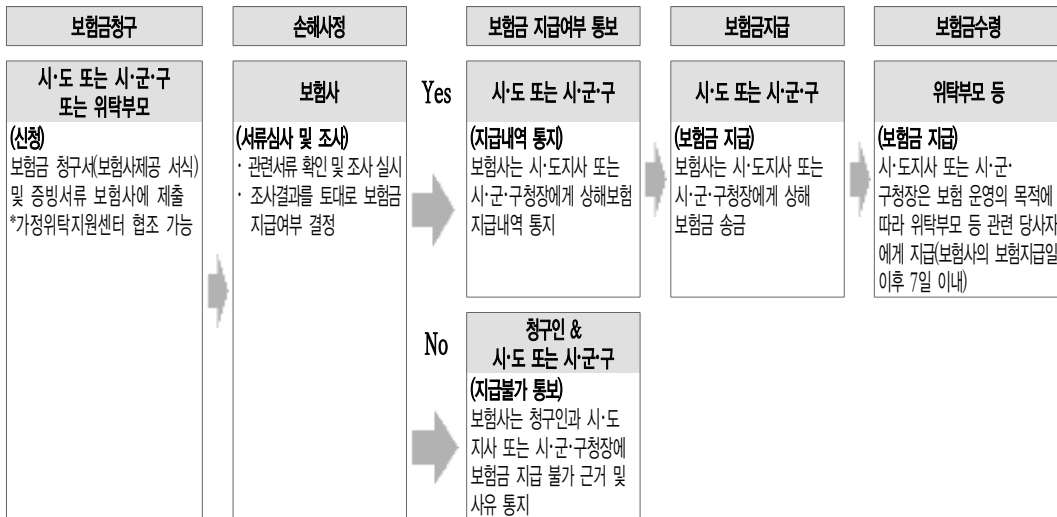 보험금청구
손해사정
보험금 지급여부 통보
보험금지급
보험금수령
시·도 또는 시·군·구
또는 위탁부모
(신청)
보험금 청구서(보험사제공 서식)
및 증빙서류 보험사에 제출
*가정위탁지원센터 협조 가능
보험사
(서류심사 및 조사)
· 관련서류 확인 및 조사 실시
· 조사결과를 토대로 보험금
지급여부 결정
Yes
시·도 또는 시·군·구
(지급내역 통지)
보험사는 시·도지사 또는
시·군·구청장에게 상해보험
지급내역 통지
시·도 또는 시·군·구
(보험금 지급)
보험사는 시·도지사 또는
시·군·구청장에게 상해
보험금 송금
위탁부모 등
(보험금 지급)
시·도지사 또는 시·군·
구청장은 보험 운영의 목적에
따라 위탁부모 등 관련 당사자
에게 지급(보험사의 보험지급일
이후 7일 이내)
No
청구인 &
시·도 또는 시·군·구
(지급불가 통보)
보험사는 청구인과 시·도
지사 또는 시·군·구청장에
보험금 지급 불가 근거 및
사유 통지